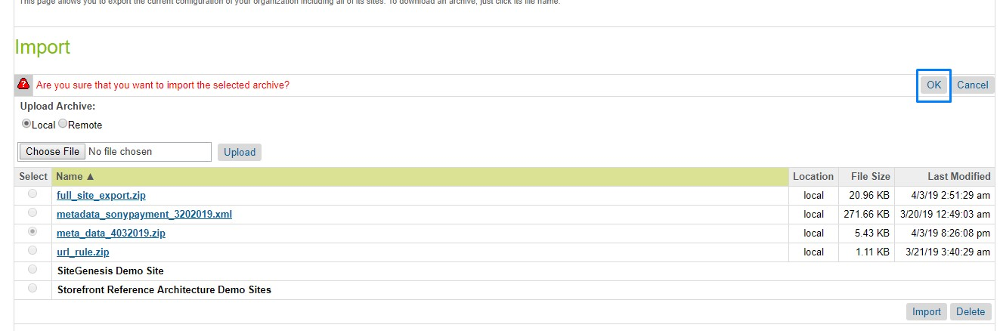 This page allows you to export the current configuration of your organization including all of its sites. To download an archive, just click its file name.
Import
? Are you sure that you want to import the selected archive? OK Cancel
Upload Archive:
Local Remote
Choose File No file chosen Upload
Select Name ▲ Location File Size Last Modified
full_site_export.zip local 20.96 KB 4/3/19 2:51:29 am
metadata_sonypayment_3202019.xml local 271.66 KB 3/20/19 12:49:03 am
meta_data_4032019.zip local 5.43 KB 4/3/19 8:26:08 pm
url_rule.zip local 1.11 KB 3/21/19 3:40:29 am
SiteGenesis Demo Site
Storefront Reference Architecture Demo Sites
Import Delete